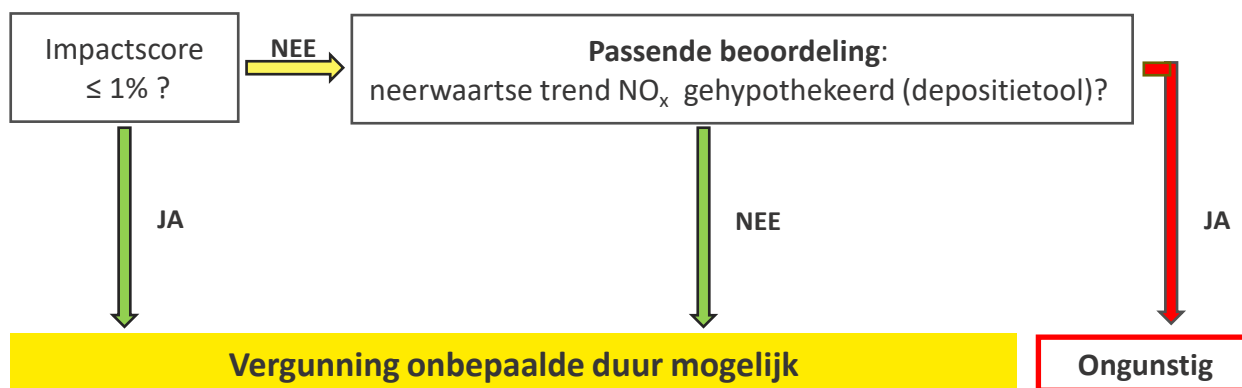 Impactscore
≤ 1% ?
NEE
Passende beoordeling:
neerwaartse trend NOₓ gehypothekeerd (depositietool)?
JA
NEE
JA
Vergunning onbepaalde duur mogelijk
Ongunstig